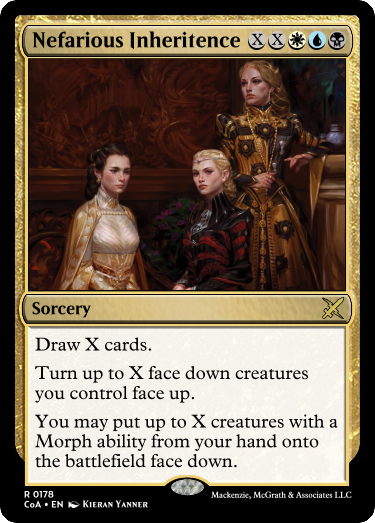 Nefarious Inheritence X X
Sorcery
Draw X cards.
Turn up to X face down creatures
you control face up.
You may put up to X creatures with a
Morph ability from your hand onto
the battlefield face down.
R 0178
CoA • EN Kieran Yanner
Mackenzie, McGrath & Associates LLC